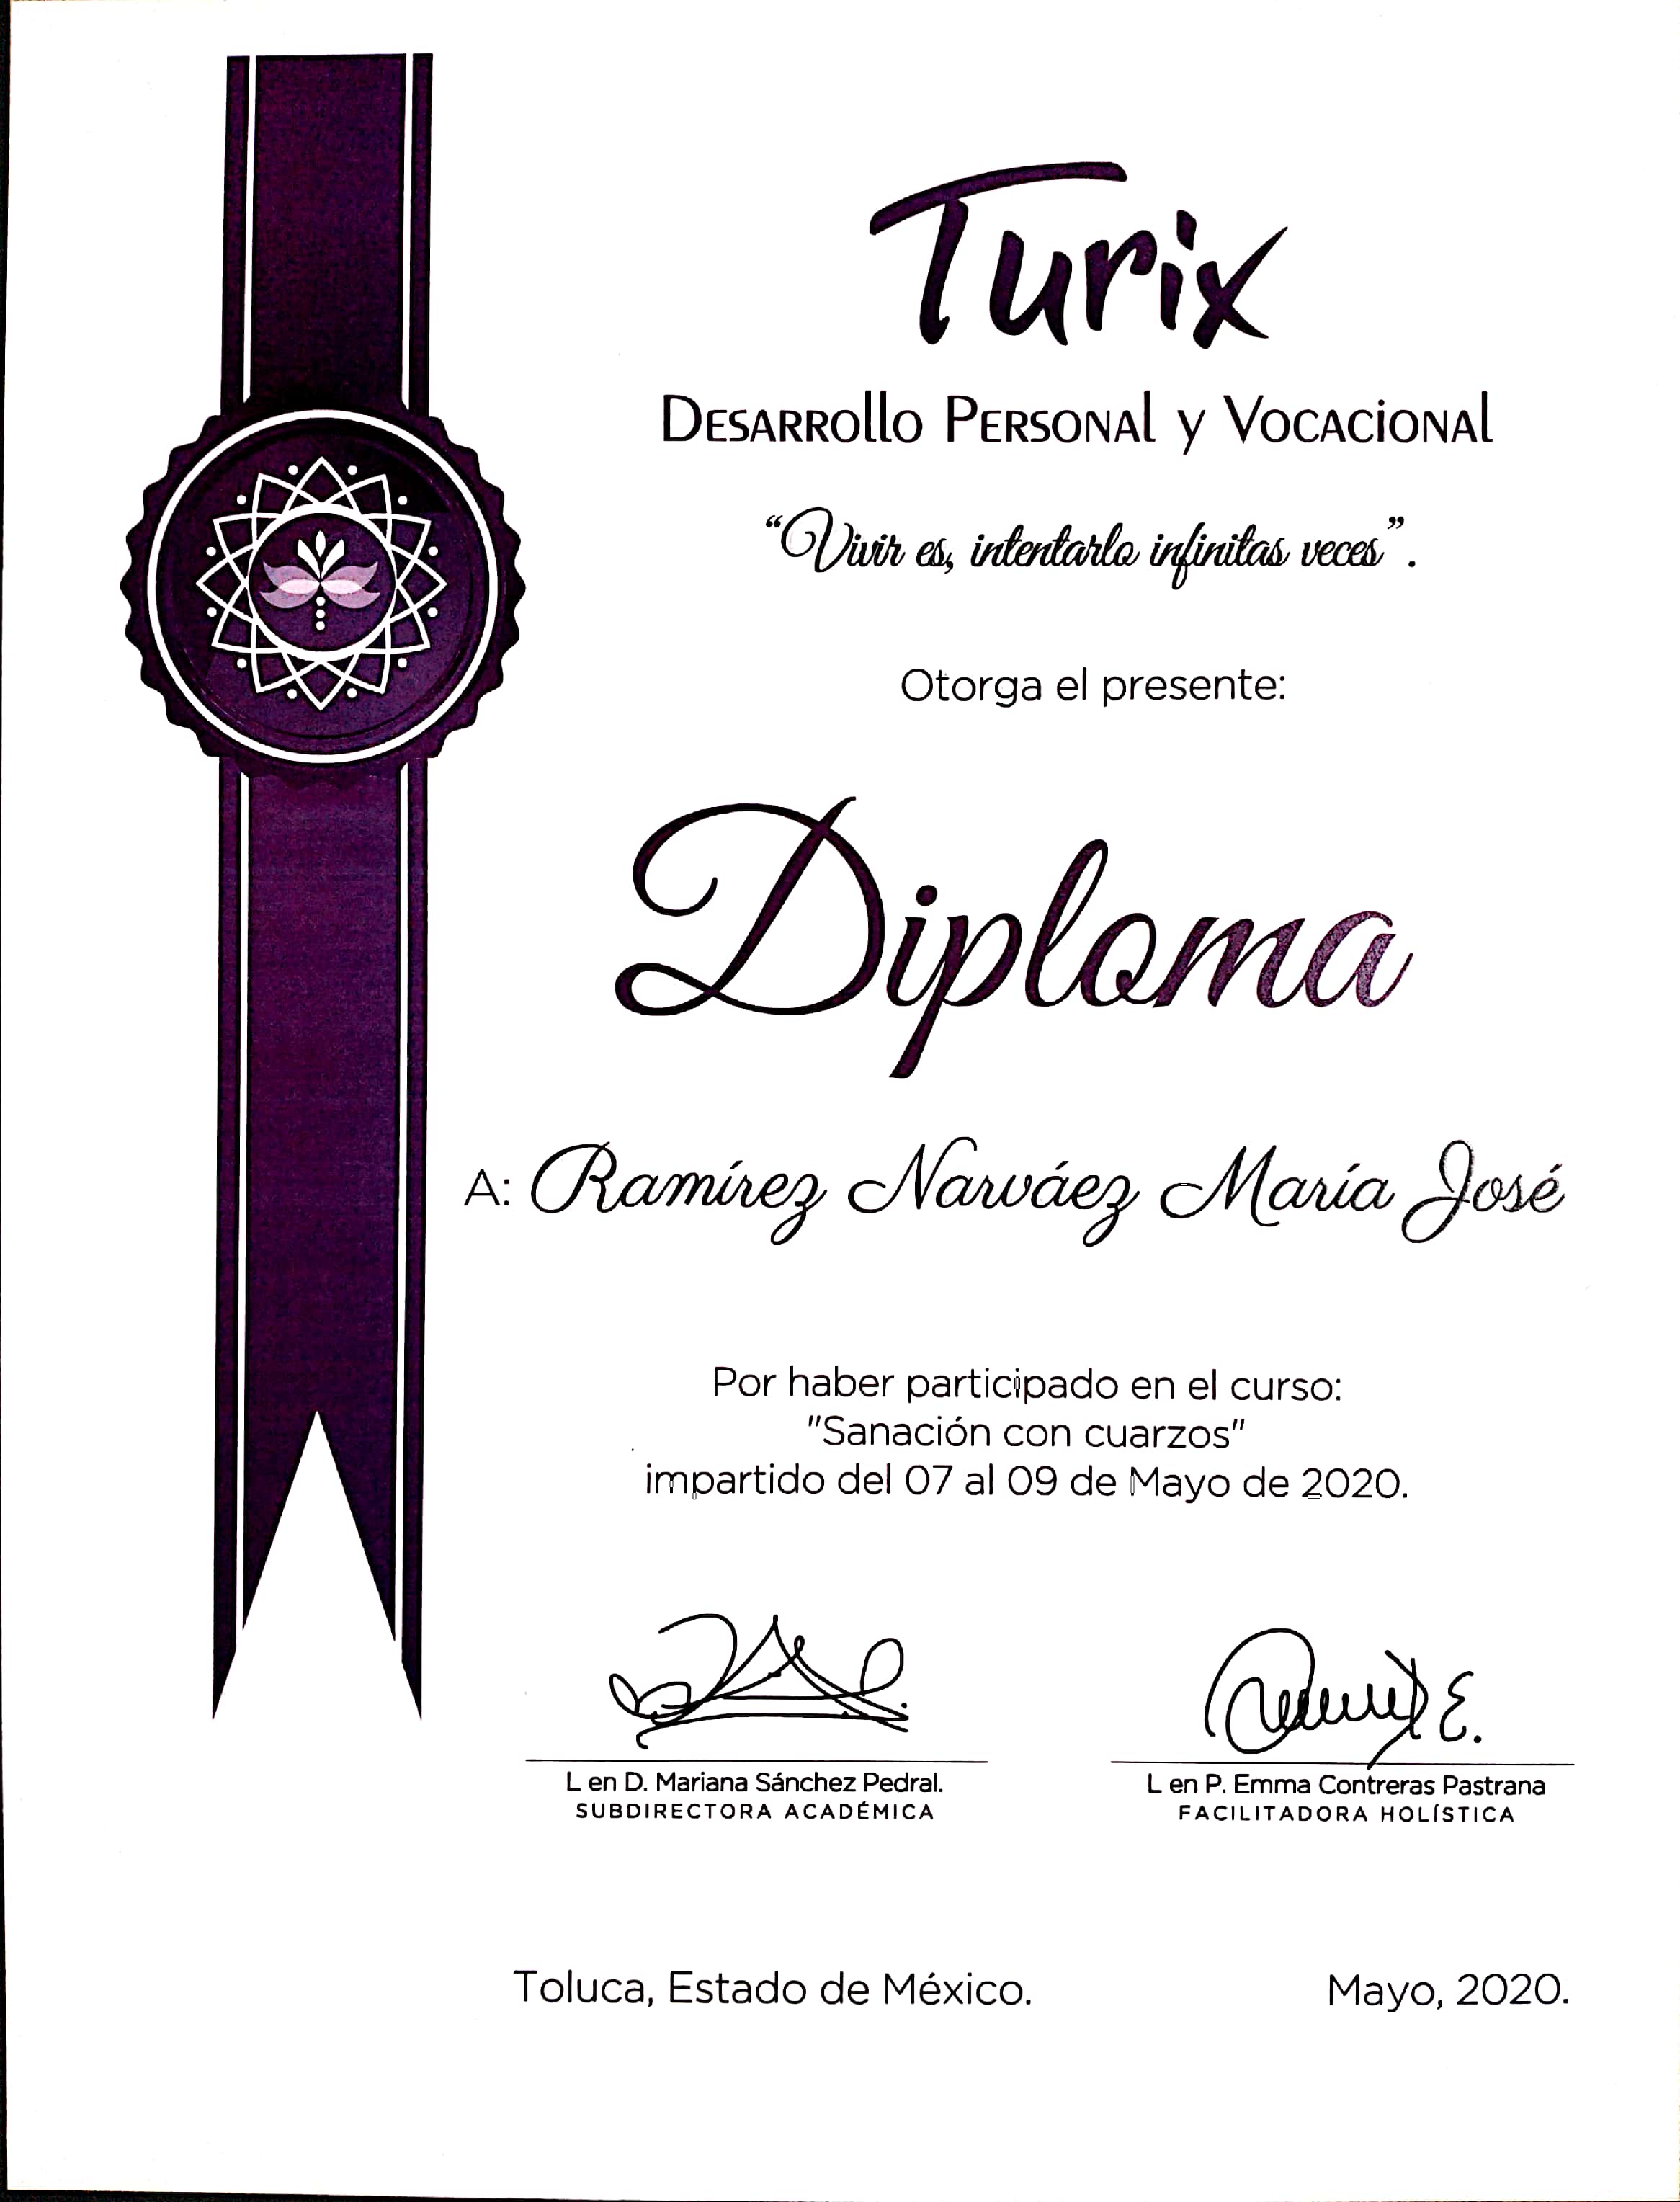 Turix
Desarrollo Personal y Vocacional
“Vivir es, intentarlo infinitas veces”.
Otorga el presente:
Diploma
A: Ramírez Narváez María José
Por haber participado en el curso:
"Sanación con cuarzos"
impartido del 07 al 09 de Mayo de 2020.
L en D. Mariana Sánchez Pedral.
SUBDIRECTORA ACADÉMICA
L en P. Emma Contreras Pastrana
FACILITADORA HOLÍSTICA
Toluca, Estado de México.
Mayo, 2020.